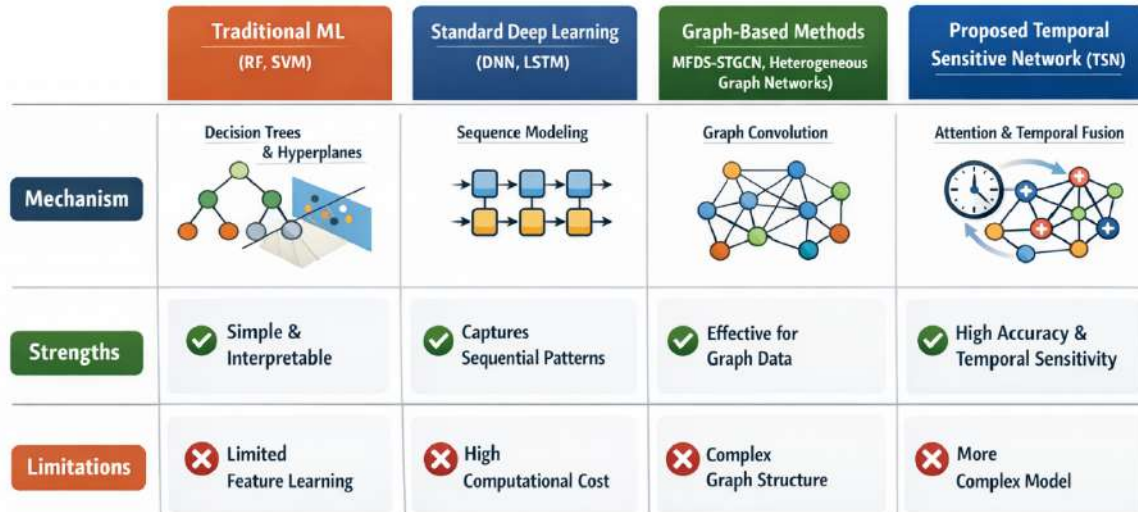 Traditional ML
(RF, SVM)
Standard Deep Learning
(DNN, LSTM)
Graph-Based Methods
MFDS-STGCN, Heterogeneous
Graph Networks)
Proposed Temporal
Sensitive Network (TSN)
Mechanism
Decision Trees
& Hyperplanes
Sequence Modeling
Graph Convolution
Attention & Temporal Fusion
Strengths
Simple &
Interpretable
Captures
Sequential Patterns
Effective for
Graph Data
High Accuracy &
Temporal Sensitivity
Limitations
Limited
Feature Learning
High
Computational Cost
Complex
Graph Structure
More
Complex Model